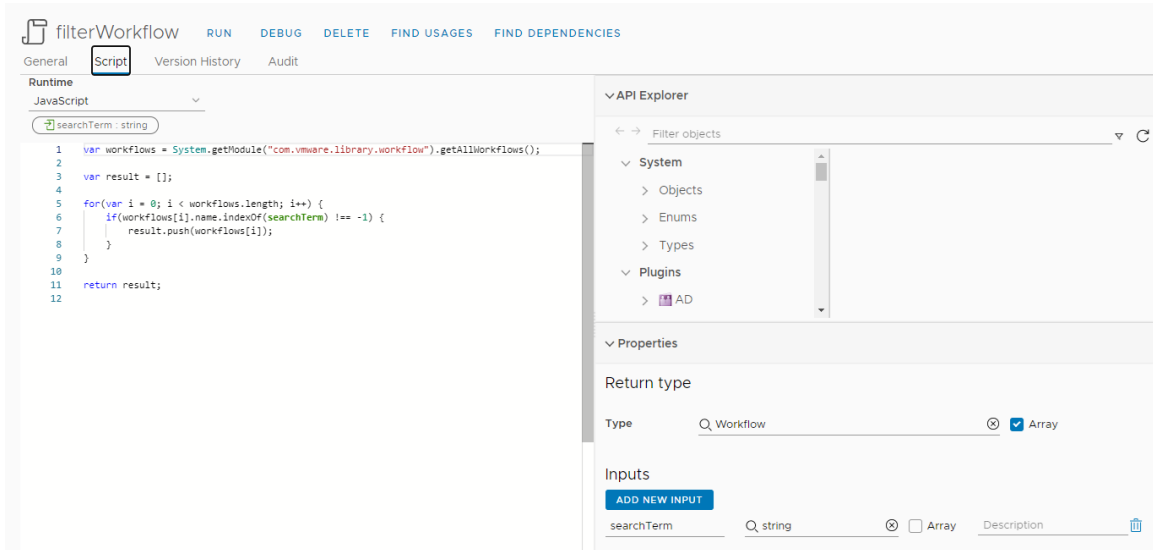 filterWorkflow RUN DEBUG DELETE FIND USAGES FIND DEPENDENCIES
General Script Version History Audit
Runtime
JavaScript
searchTerm : string
1 var workflows = System.getModule("com.vmware.library.workflow").getAllWorkflows();
2
3 var result = [];
4
5 for(var i = 0; i < workflows.length; i++) {
6 if(workflows[i].name.indexOf(searchTerm) !== -1) {
7 result.push(workflows[i]);
8 }
9 }
10
11 return result;
12
API Explorer
Filter objects
System
Objects
Enums
Types
Plugins
AD
Properties
Return type
Type Workflow Array
Inputs
ADD NEW INPUT
searchTerm string Array Description